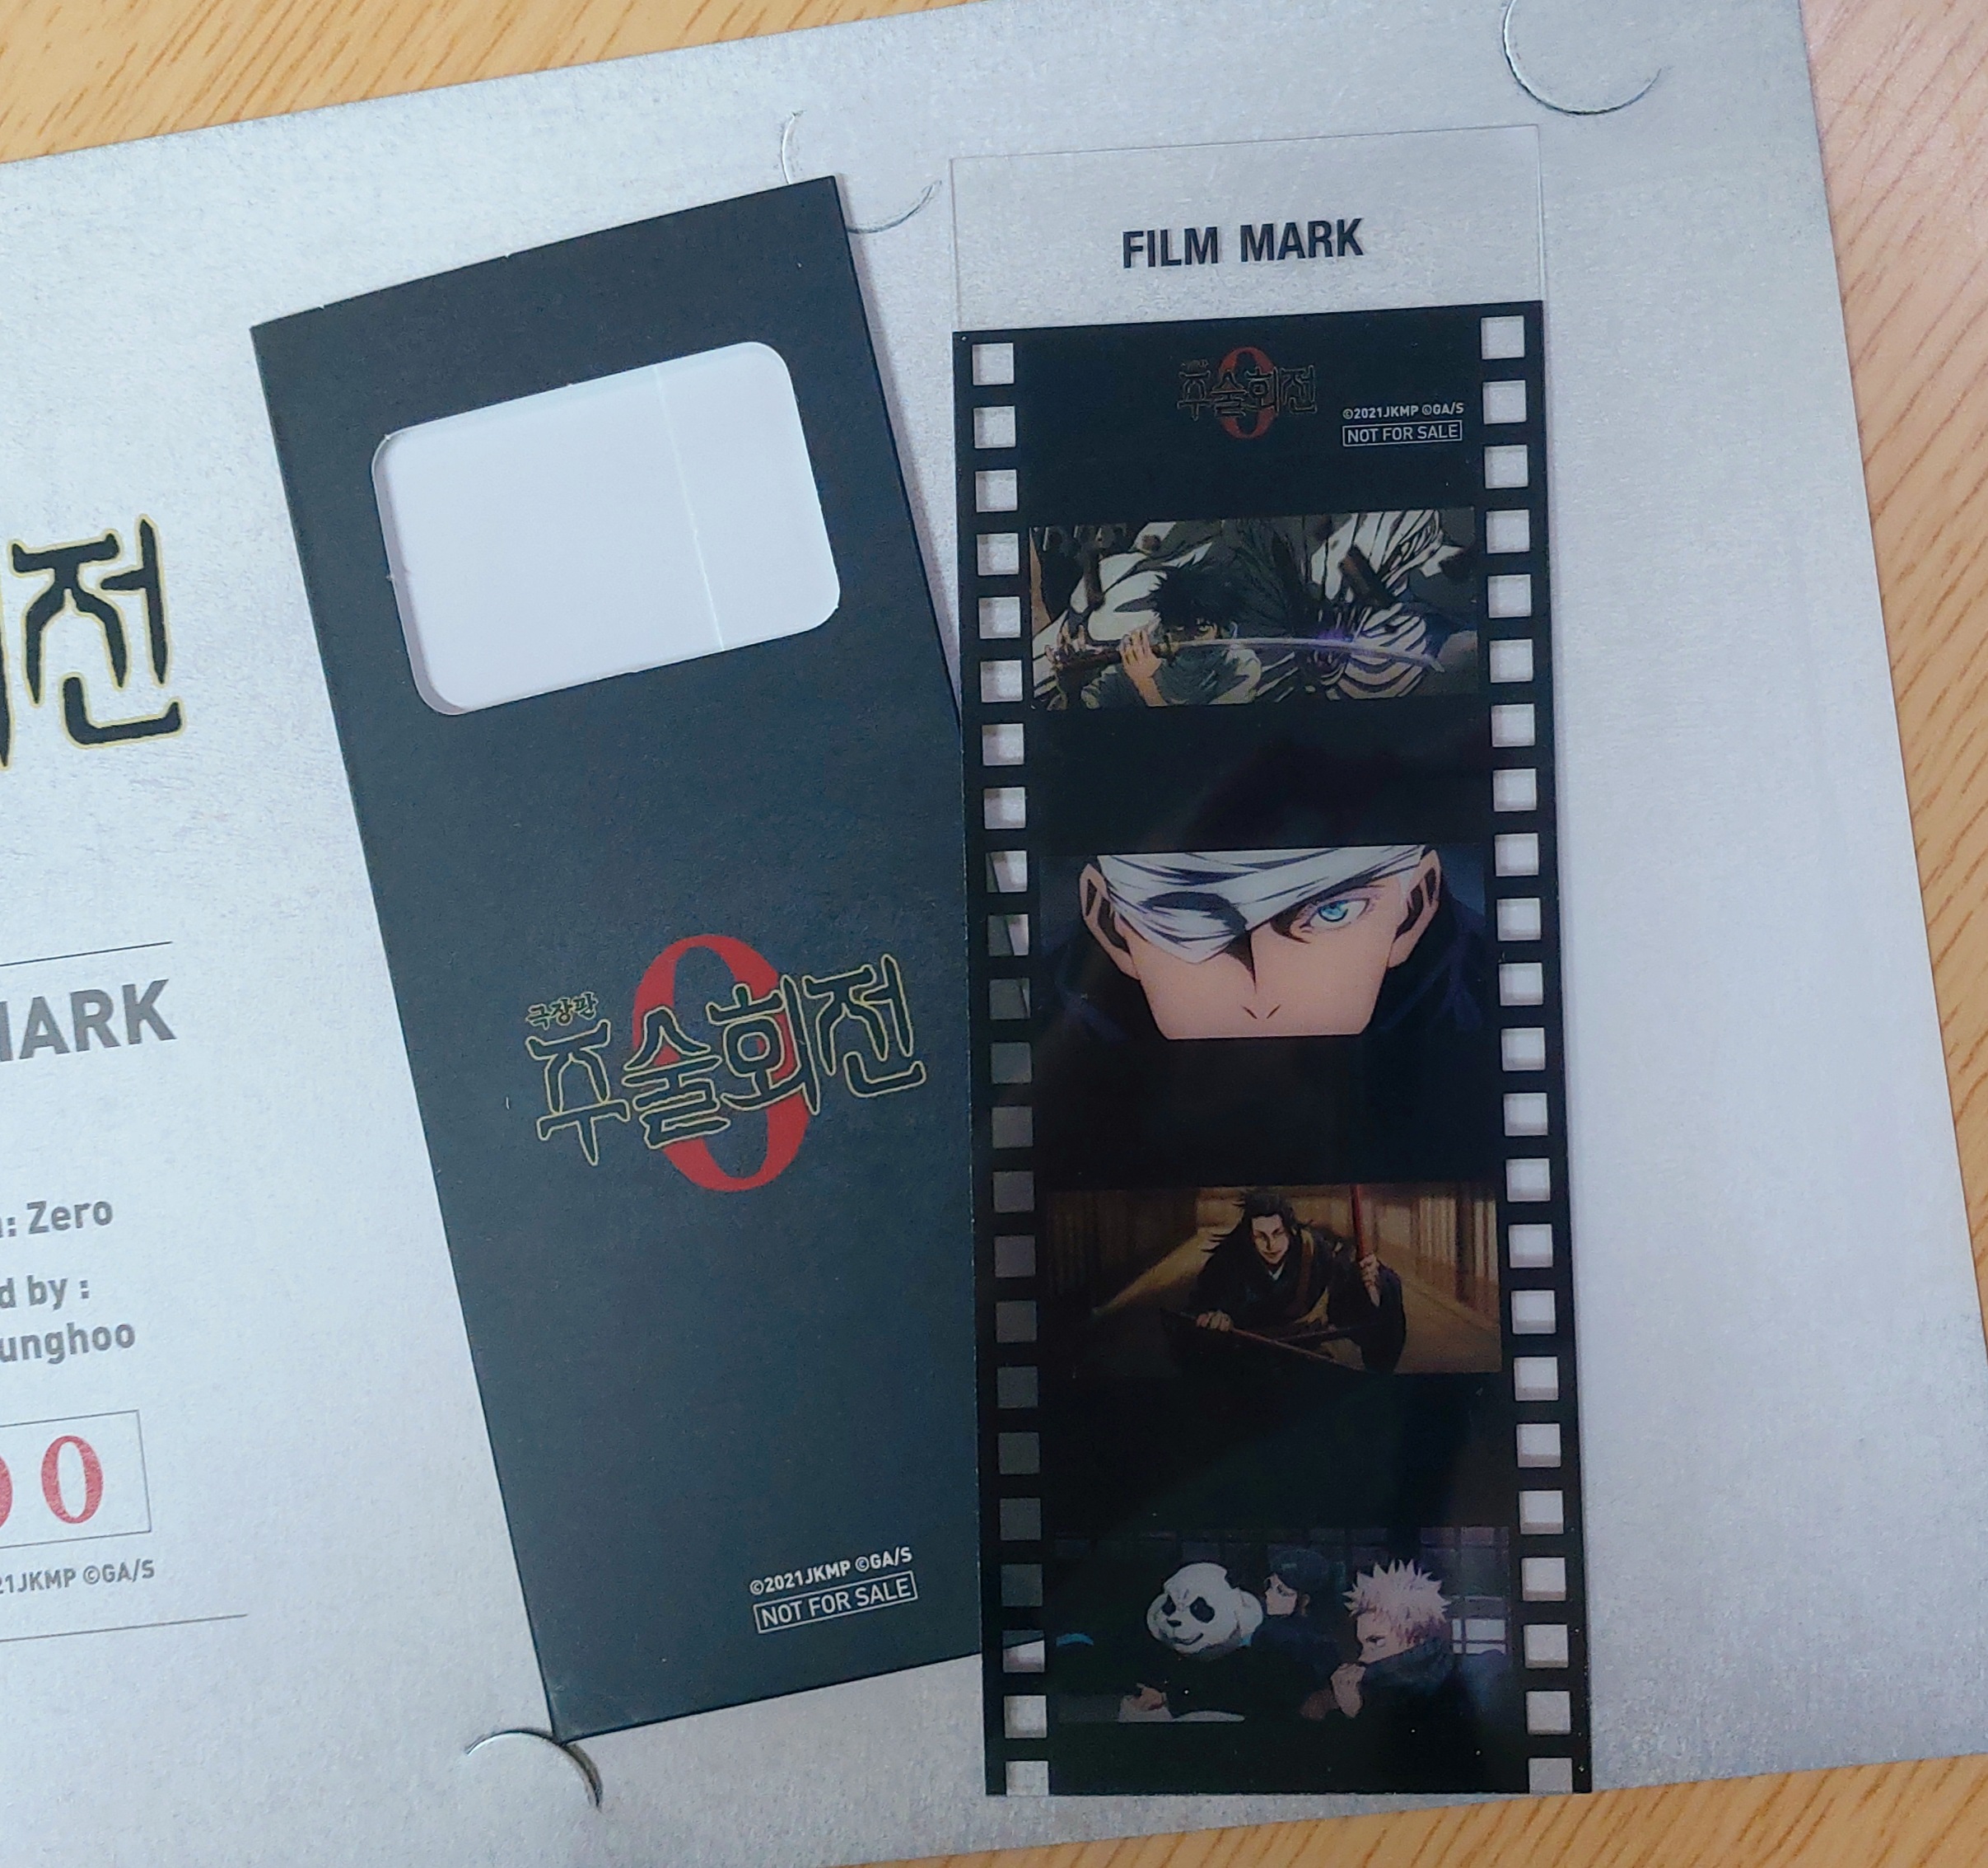 전
MARK
: Zero
d by :
unghoo
0
21JKMP ©GA/S
극장판
주술회전
0
©2021JKMP ©GA/S
NOT FOR SALE
FILM MARK
주술회전
0
©2021JKMP ©GA/S
NOT FOR SALE